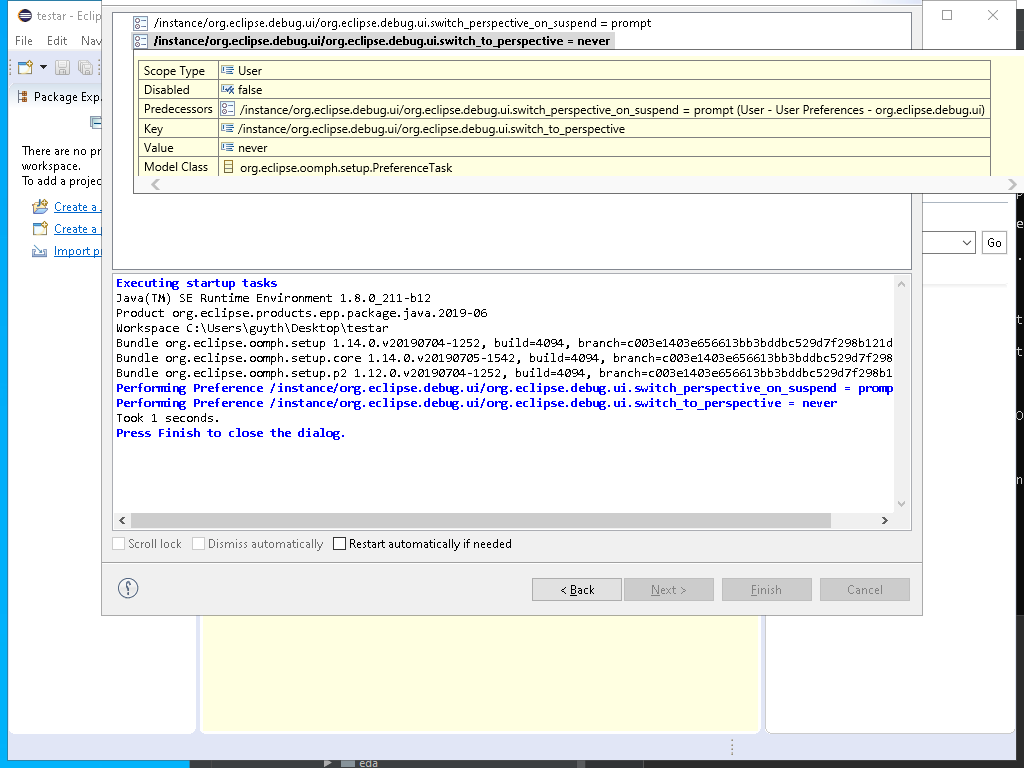 testar - Eclip
File Edit Nav
Package Exp
There are no pr
workspace.
To add a projec
Create a
Create a
Import p
/instance/org.eclipse.debug.ui/org.eclipse.debug.ui.switch_perspective_on_suspend = prompt
/instance/org.eclipse.debug.ui/org.eclipse.debug.ui.switch_to_perspective = never
Scope Type User
Disabled false
Predecessors /instance/org.eclipse.debug.ui/org.eclipse.debug.ui.switch_perspective_on_suspend = prompt (User - User Preferences - org.eclipse.debug.ui)
Key /instance/org.eclipse.debug.ui/org.eclipse.debug.ui.switch_to_perspective
Value never
Model Class org.eclipse.oomph.setup.PreferenceTask
Go
Executing startup tasks
Java(TM) SE Runtime Environment 1.8.0_211-b12
Product org.eclipse.products.epp.package.java.2019-06
Workspace C:\Users\guyth\Desktop\testar
Bundle org.eclipse.oomph.setup 1.14.0.v20190704-1252, build=4094, branch=c003e1403e656613bb3bddbc529d7f298b121d
Bundle org.eclipse.oomph.setup.core 1.14.0.v20190705-1542, build=4094, branch=c003e1403e656613bb3bddbc529d7f298
Bundle org.eclipse.oomph.setup.p2 1.12.0.v20190704-1252, build=4094, branch=c003e1403e656613bb3bddbc529d7f298b1
Performing Preference /instance/org.eclipse.debug.ui/org.eclipse.debug.ui.switch_perspective_on_suspend = promp
Performing Preference /instance/org.eclipse.debug.ui/org.eclipse.debug.ui.switch_to_perspective = never
Took 1 seconds.
Press Finish to close the dialog.
Scroll lock Dismiss automatically Restart automatically if needed
< Back Next > Finish Cancel
eda